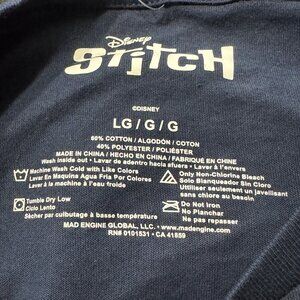 Disney
STITCH
©DISNEY
LG / G / G
60% COTTON / ALGODÓN / COTON
40% POLYESTER / POLIÉSTER
MADE IN CHINA / HECHO EN CHINA / FABRIQUÉ EN CHINE
Wash inside out • Lavar de adentro hacia afuera • Laver à l'envers
Machine Wash Cold with Like Colors
Lavar En Maquina Agua Fria Por Colores
Laver à la machine à l'eau froide
Only Non-Chlorine Bleach
Solo Blanqueador Sin Cloro
Utiliser seulement un javellisant
sans chlore au besoin
Tumble Dry Low
Ciclo Lento
Sécher par culbutage à basse température
Do Not Iron
No Planchar
Ne pas repasser
MAD ENGINE GLOBAL, LLC. • www.madengine.com
RN# 0101531 • CA 41859